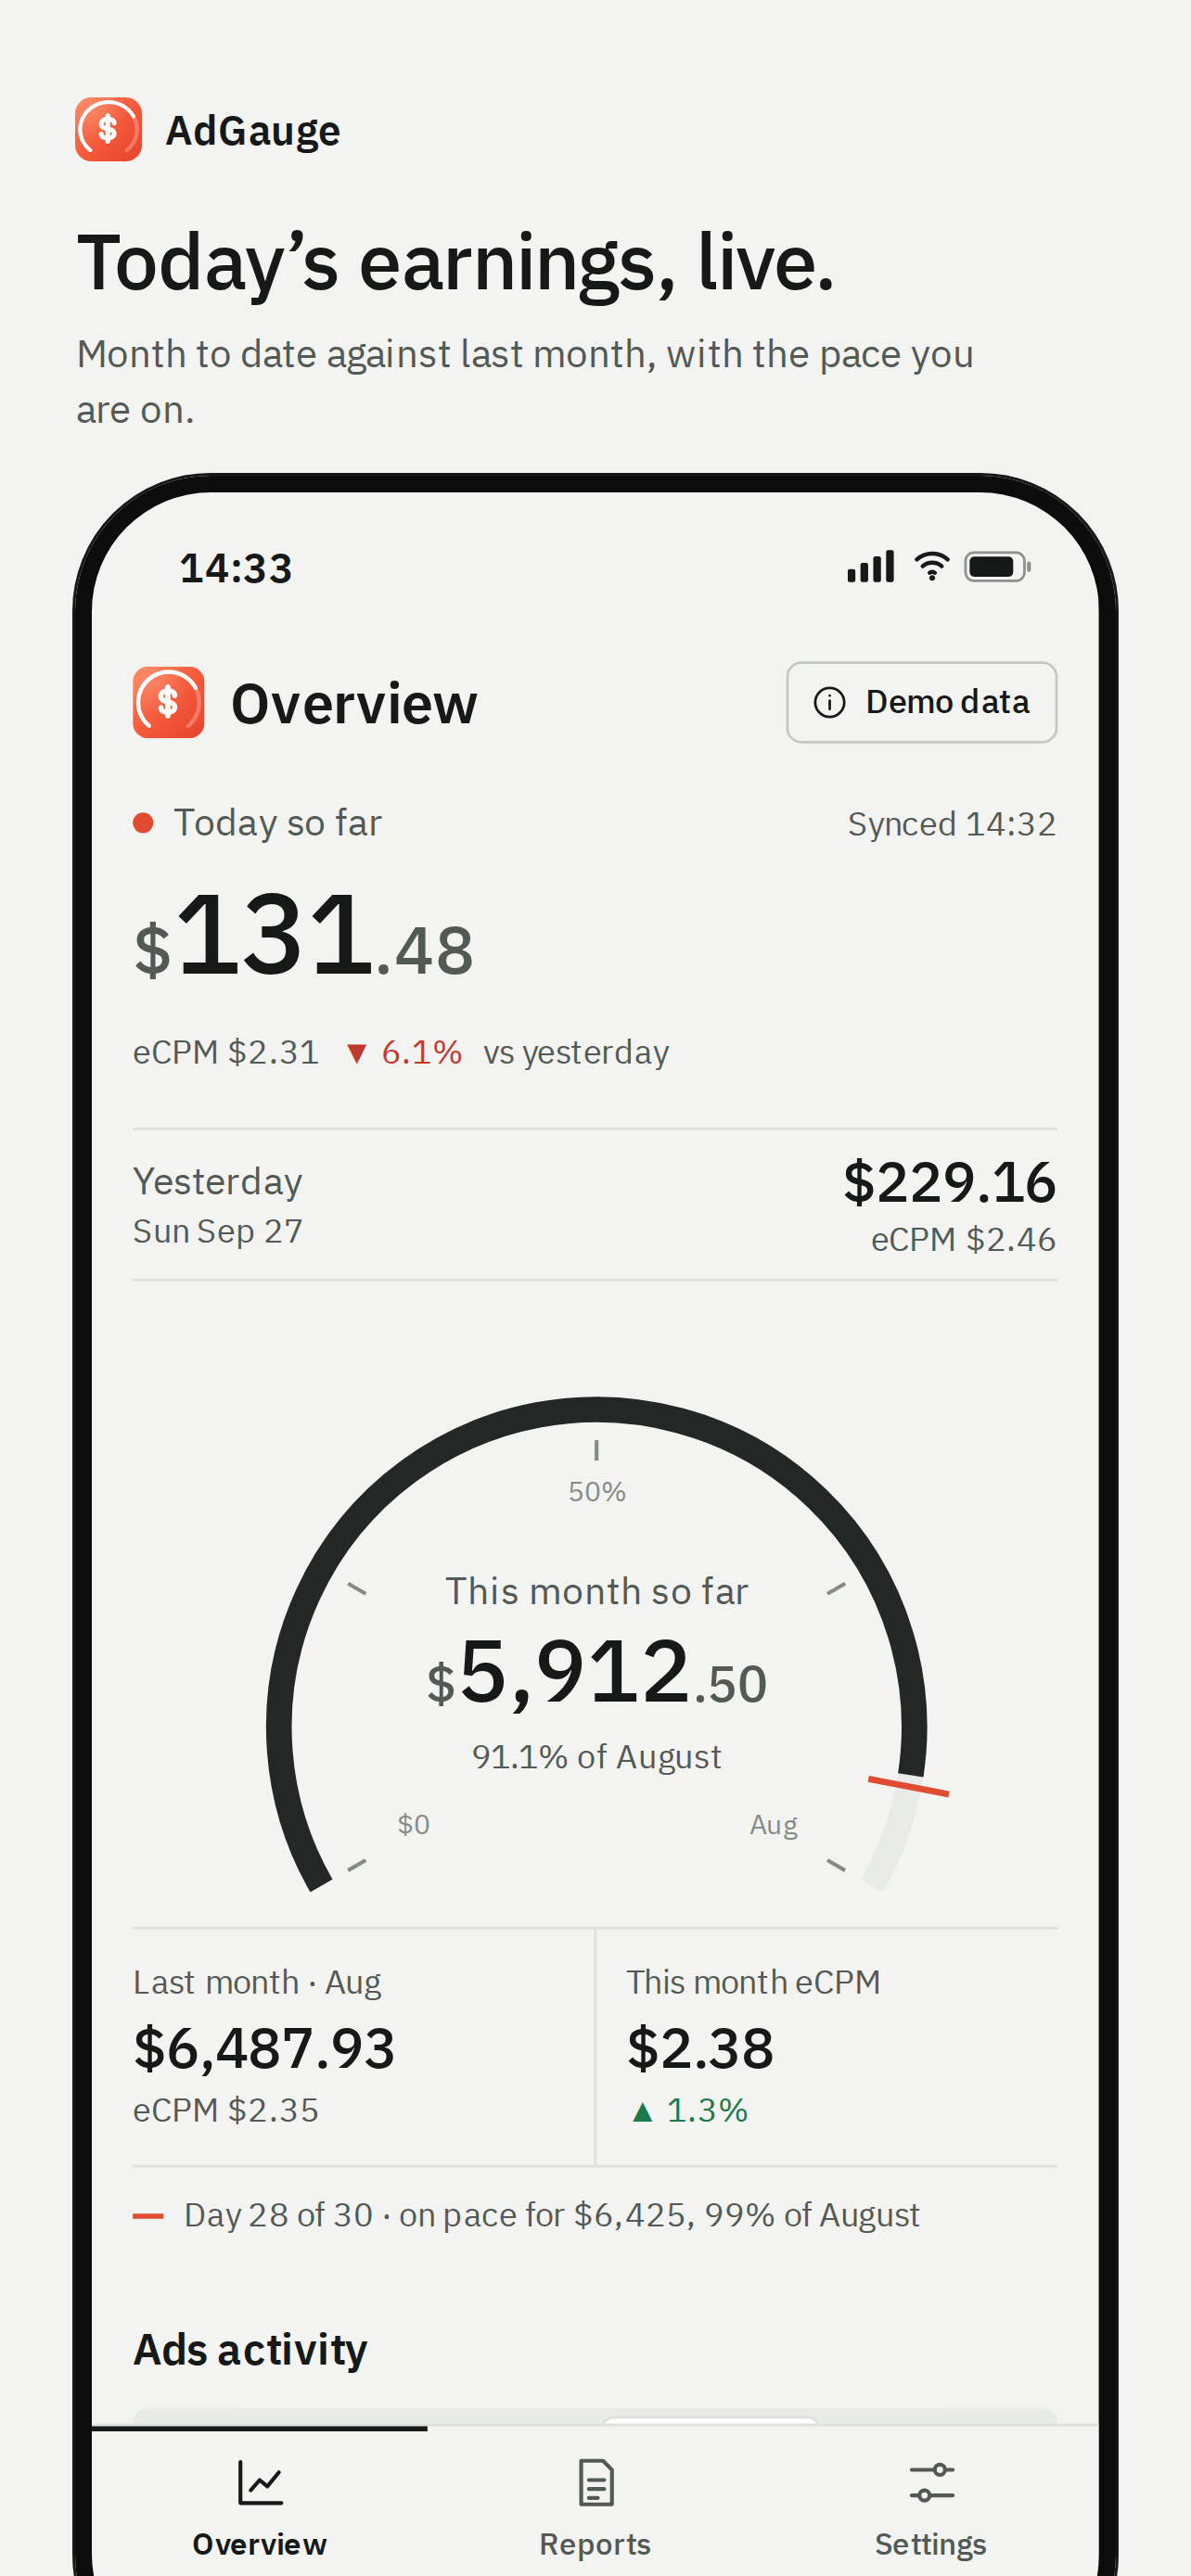 $ AdGauge
Today’s earnings, live.
Month to date against last month, with the pace you
are on.
14:33
$ Overview
Demo data
Today so far
Synced 14:32
$131.48
eCPM $2.31 ▼ 6.1% vs yesterday
Yesterday
$229.16
Sun Sep 27
eCPM $2.46
50%
This month so far
$5,912.50
91.1% of August
$0
Aug
Last month · Aug
$6,487.93
eCPM $2.35
This month eCPM
$2.38
▲ 1.3%
Day 28 of 30 · on pace for $6,425, 99% of August
Ads activity
Overview
Reports
Settings